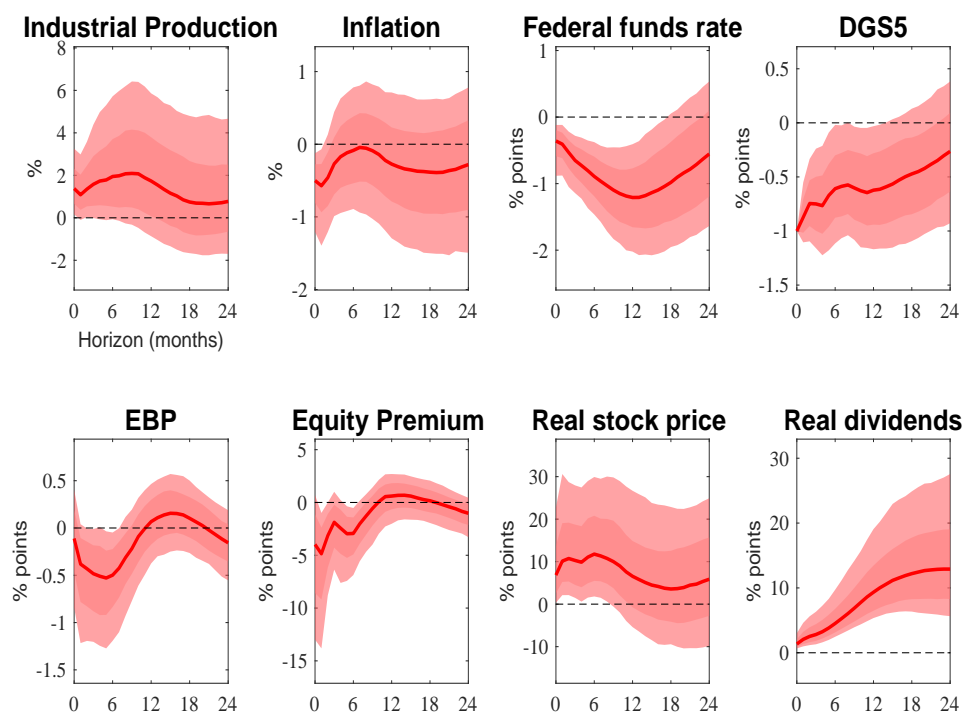 Industrial Production
Inflation
Federal funds rate
DGS5
8
6
4
2
0
-2
%
0 6 12 18 24
Horizon (months)
1
0
-1
-2
%
0 6 12 18 24
1
0
-1
-2
% points
0 6 12 18 24
0.5
0
-0.5
-1
-1.5
% points
0 6 12 18 24
EBP
Equity Premium
Real stock price
Real dividends
0.5
0
-0.5
-1
-1.5
% points
0 6 12 18 24
5
0
-5
-10
-15
% points
0 6 12 18 24
30
20
10
0
-10
% points
0 6 12 18 24
30
20
10
0
% points
0 6 12 18 24